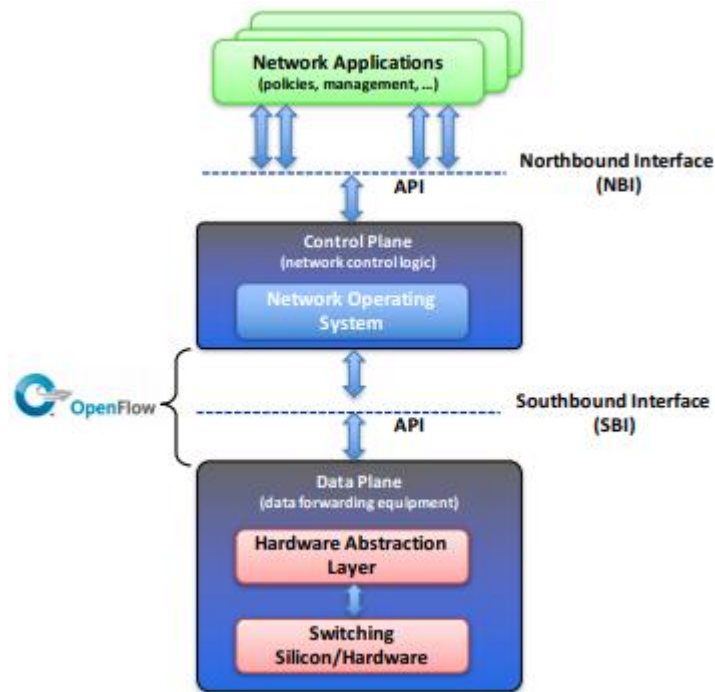 Network Applications
(policies, management, ...)
Northbound Interface
(NBI)
API
Control Plane
(network control logic)
Network Operating
System
OpenFlow
Southbound Interface
(SBI)
API
Data Plane
(data forwarding equipment)
Hardware Abstraction
Layer
Switching
Silicon/Hardware